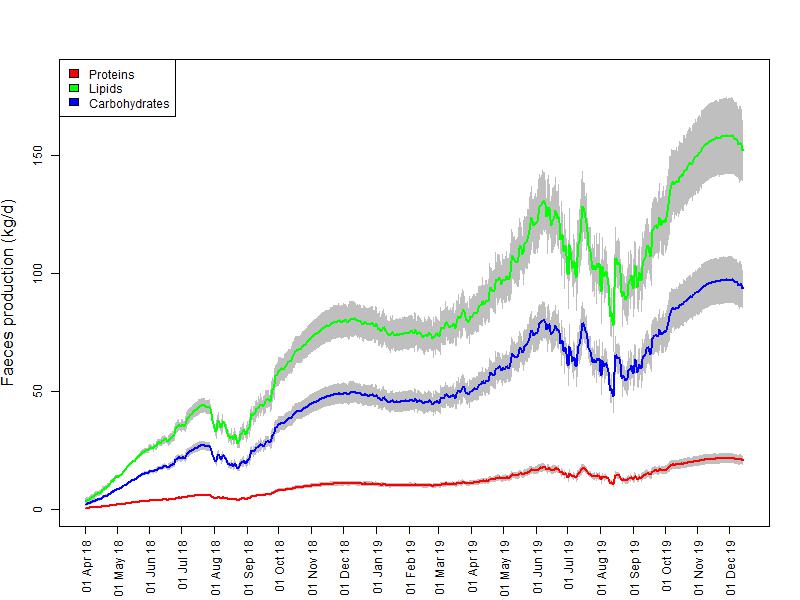 Proteins
Lipids
Carbohydrates
Faeces production (kg/d)
150
100
50
0
01 Apr 18
01 May 18
01 Jun 18
01 Jul 18
01 Aug 18
01 Sep 18
01 Oct 18
01 Nov 18
01 Dec 18
01 Jan 19
01 Feb 19
01 Mar 19
01 Apr 19
01 May 19
01 Jun 19
01 Jul 19
01 Aug 19
01 Sep 19
01 Oct 19
01 Nov 19
01 Dec 19